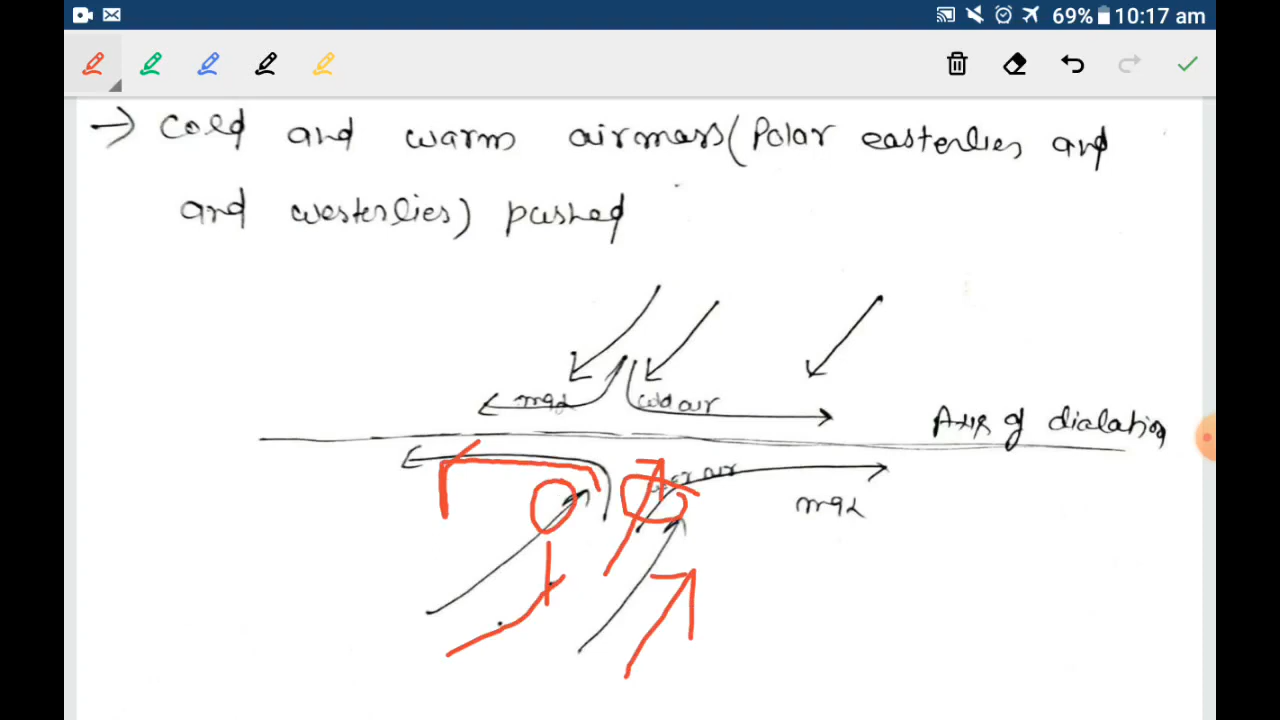 69% 10:17 am
→ cold and warm airmass (Polar easterlies and
and westerlies) pushed
cold air
Axis of dialation
air